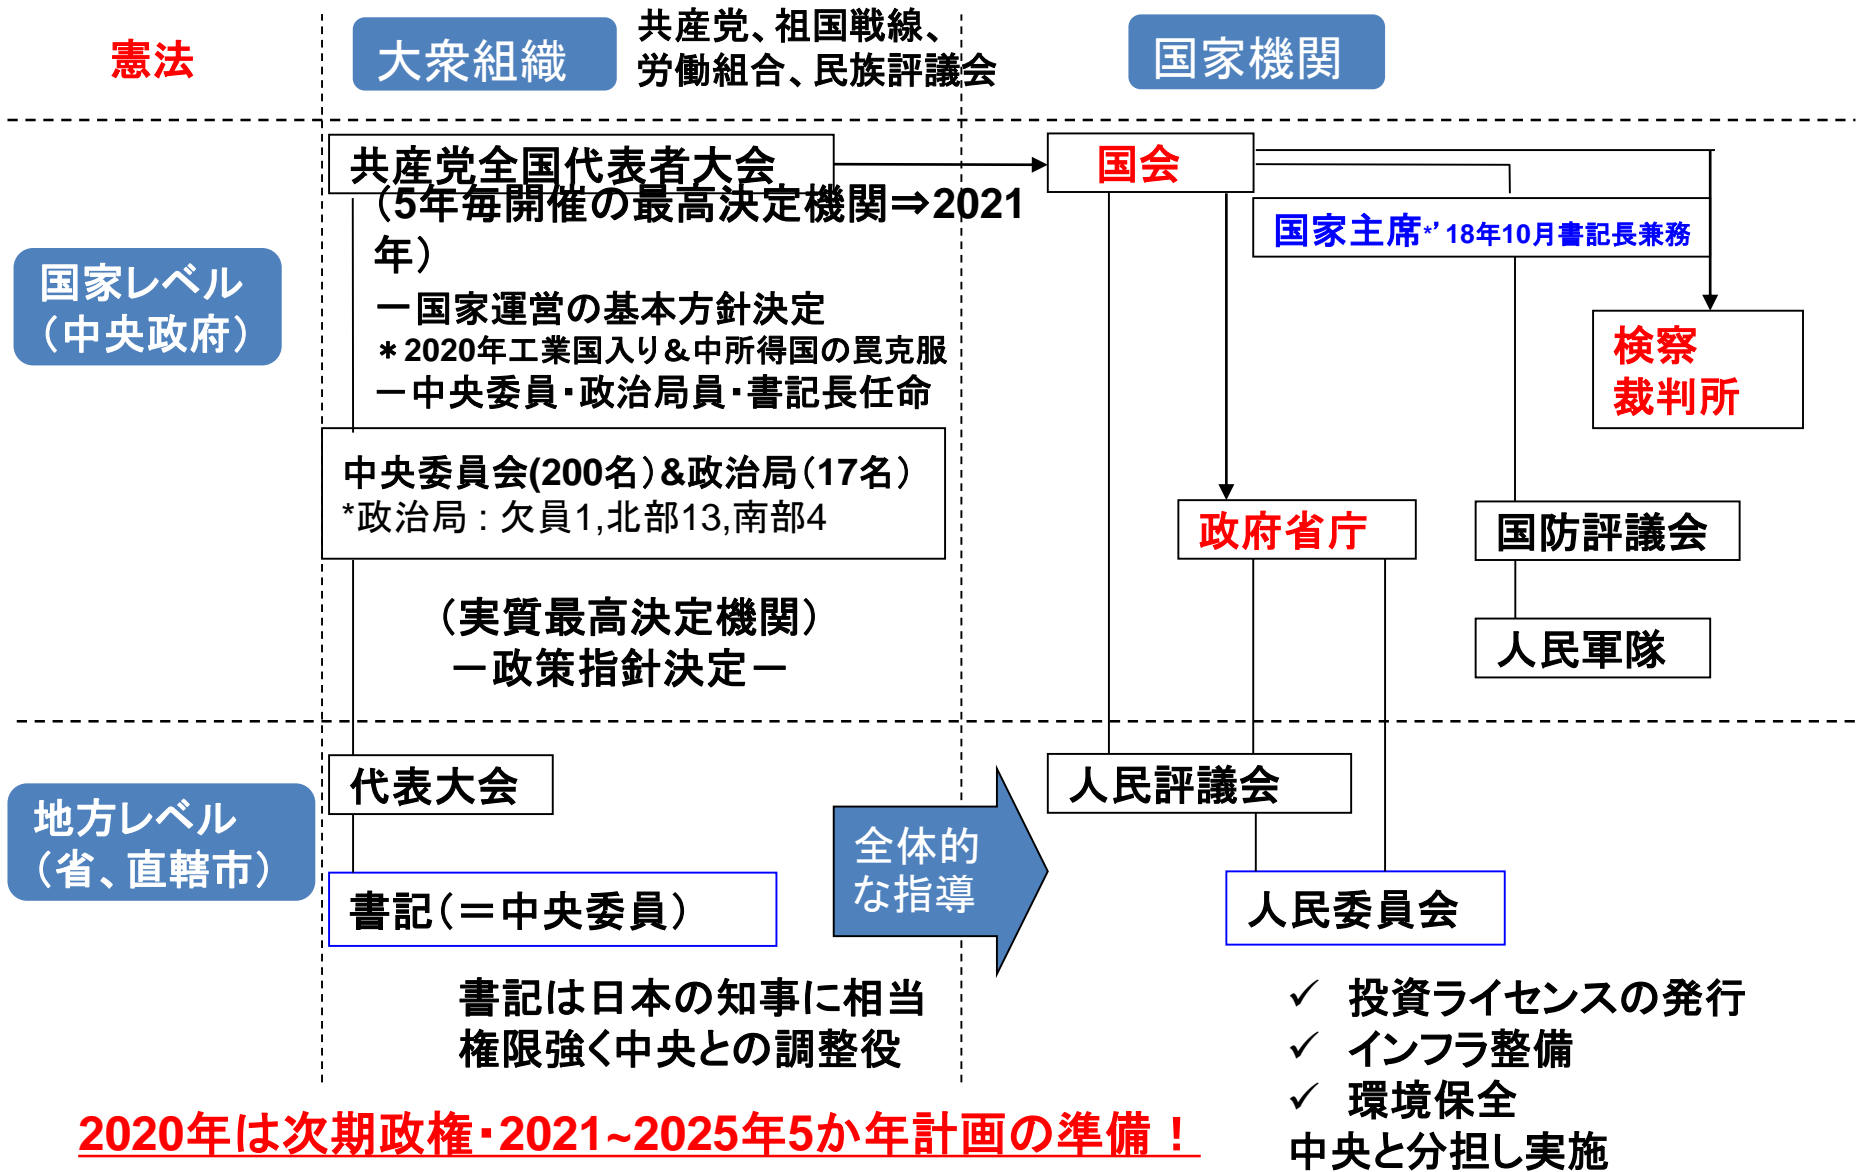 憲法
大衆組織
共産党、祖国戦線、
労働組合、民族評議会
国家機関
共産党全国代表者大会
(5年毎開催の最高決定機関⇒2021
年)
国会
国家主席*’18年10月書記長兼務
国家レベル
(中央政府)
－国家運営の基本方針決定
＊2020年工業国入り&中所得国の罠克服
－中央委員・政治局員・書記長任命
検察
裁判所
中央委員会(200名)&政治局(17名)
*政治局:欠員1,北部13,南部4
政府省庁
国防評議会
(実質最高決定機関)
－政策指針決定－
人民軍隊
地方レベル
(省、直轄市)
代表大会
人民評議会
全体的
な指導
書記(＝中央委員)
人民委員会
書記は日本の知事に相当
権限強く中央との調整役
✓ 投資ライセンスの発行
✓ インフラ整備
✓ 環境保全
中央と分担し実施
2020年は次期政権・2021~2025年5か年計画の準備！